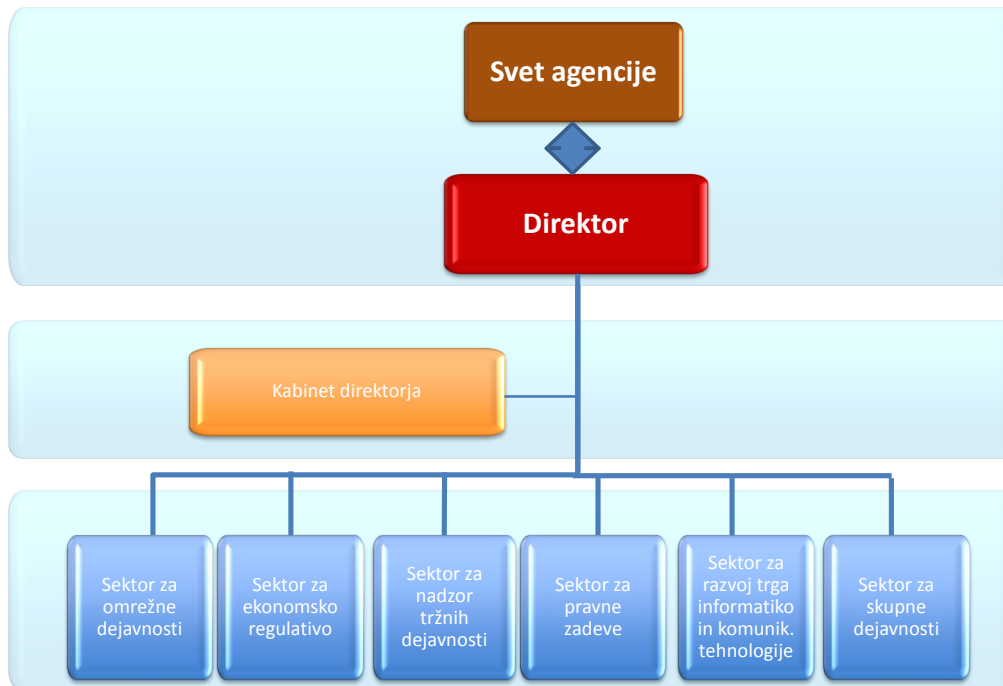 Svet agencije
Direktor
Kabinet direktorja
Sektor za
omrežne
dejavnosti
Sektor za
ekonomsko
regulativo
Sektor za
nadzor
tržnih
dejavnosti
Sektor za
pravne
zadeve
Sektor za
razvoj trga
informatiko
in komunik.
tehnologije
Sektor za
skupne
dejavnosti